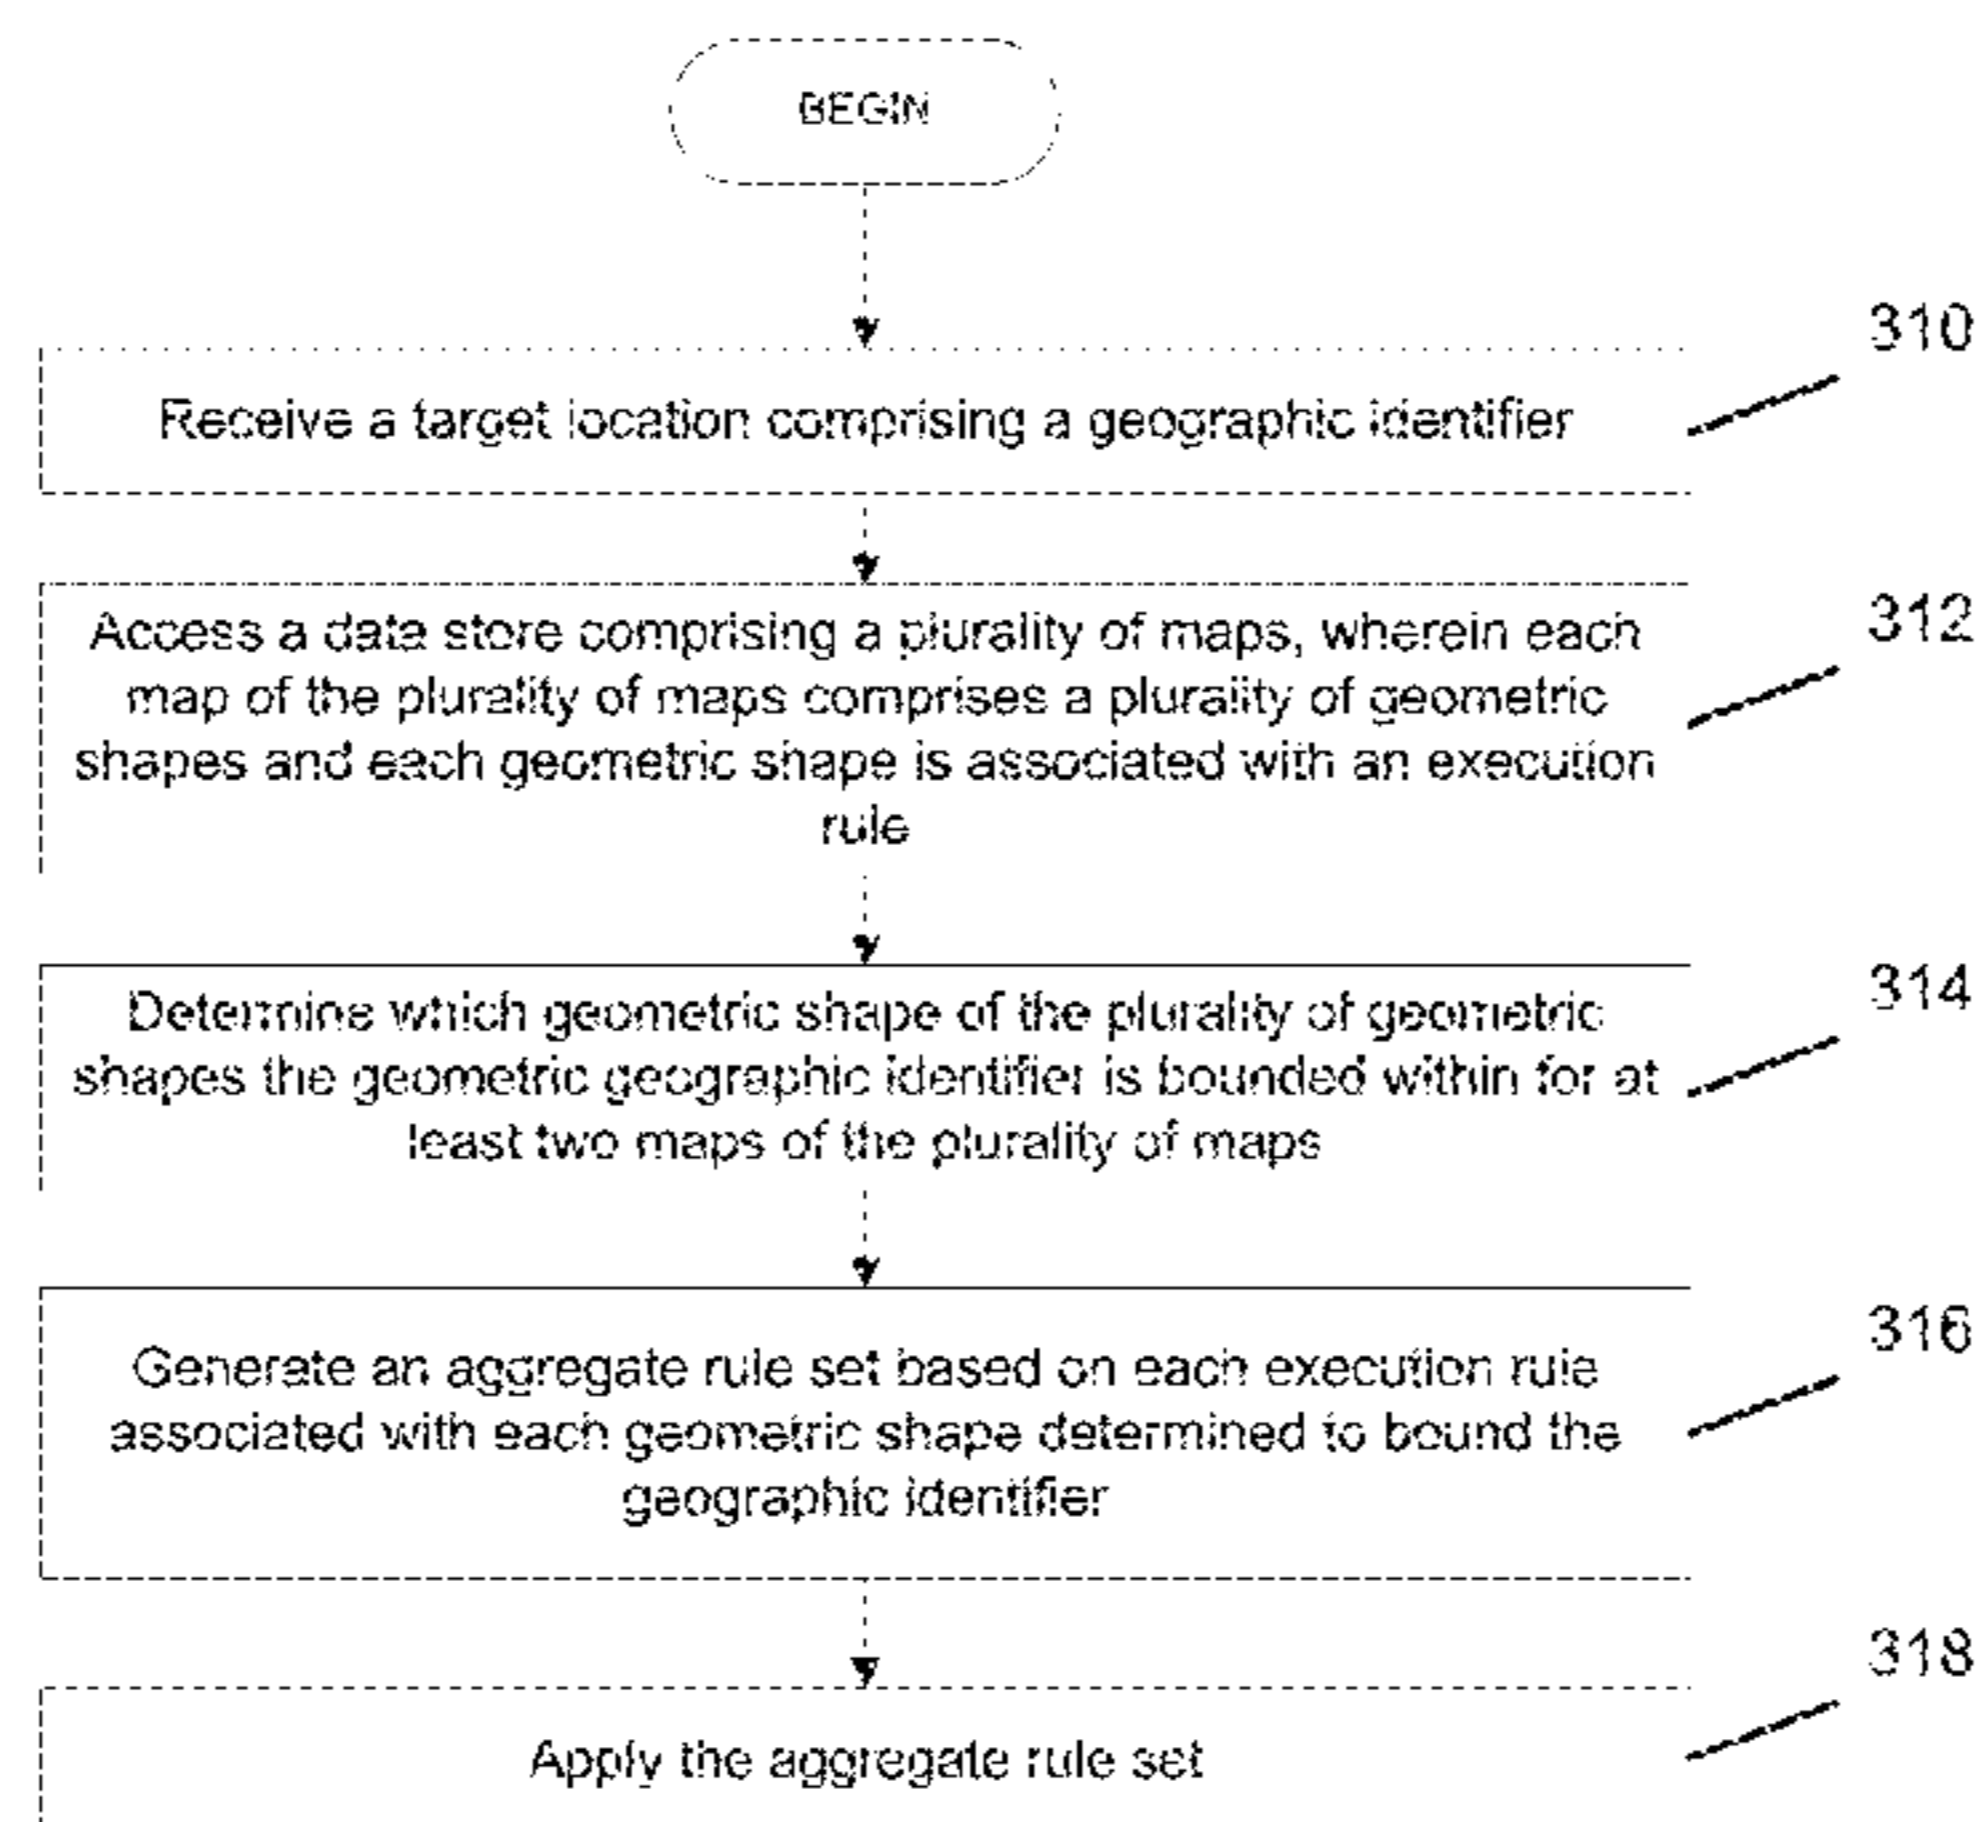 BEGIN
310
Receive a target location comprising a geographic identifier
312
Access a data store comprising a plurality of maps, wherein each
map of the plurality of maps comprises a plurality of geometric
shapes and each geometric shape is associated with an execution
rule
314
Determine which geometric shape of the plurality of geometric
shapes the geometric geographic identifier is bounded within for at
least two maps of the plurality of maps
316
Generate an aggregate rule set based on each execution rule
associated with each geometric shape determined to bound the
geographic identifier
318
Apply the aggregate rule set